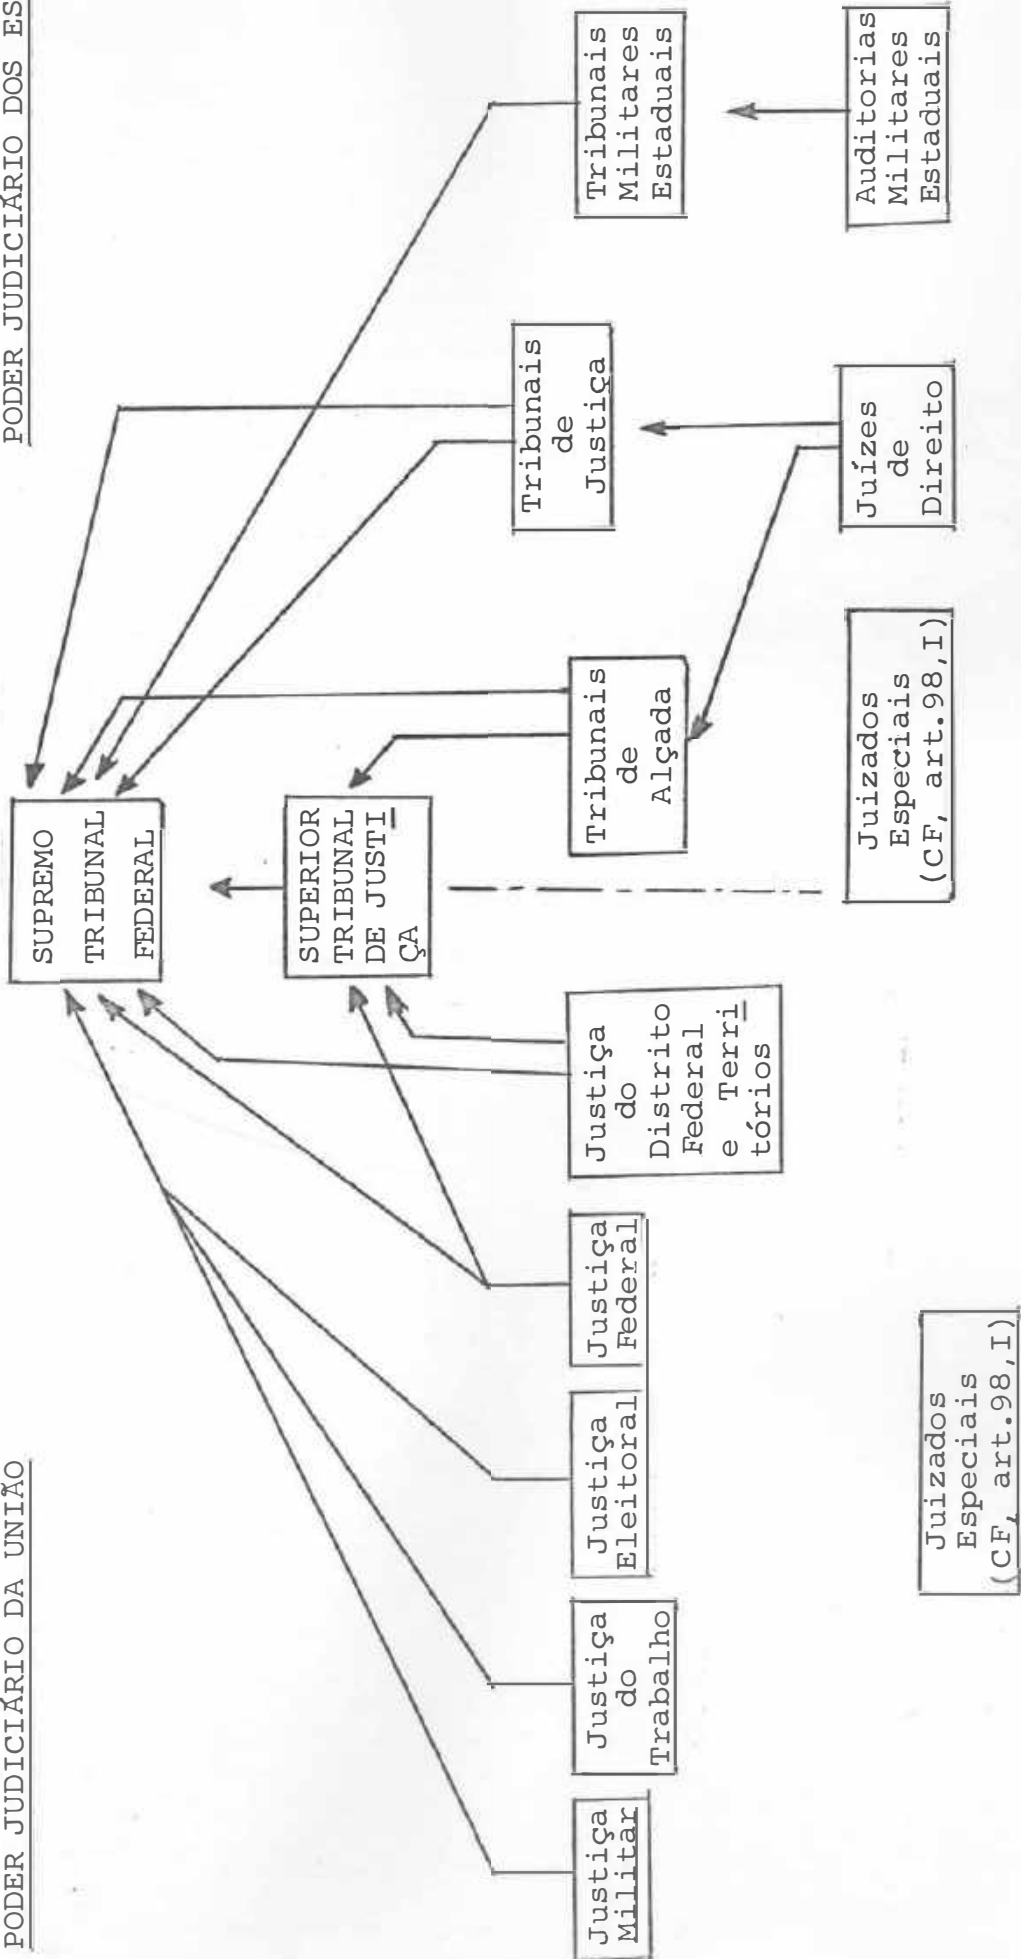 PODER JUDICIÁRIO DA UNIÃO
PODER JUDICIÁRIO DOS ES
SUPREMO
TRIBUNAL
FEDERAL
SUPERIOR
TRIBUNAL
DE JUSTI
ÇA
Justiça
Militar
Justiça
do
Trabalho
Justiça
Eleitoral
Justiça
Federal
Justiça
do
Distrito
Federal
e Terri
tórios
Tribunais
de
Alçada
Tribunais
de
Justiça
Tribunais
Militares
Estaduais
Juizados
Especiais
(CF, art.98,I)
Juizados
Especiais
(CF, art.98,I)
Juízes
de
Direito
Auditorias
Militares
Estaduais